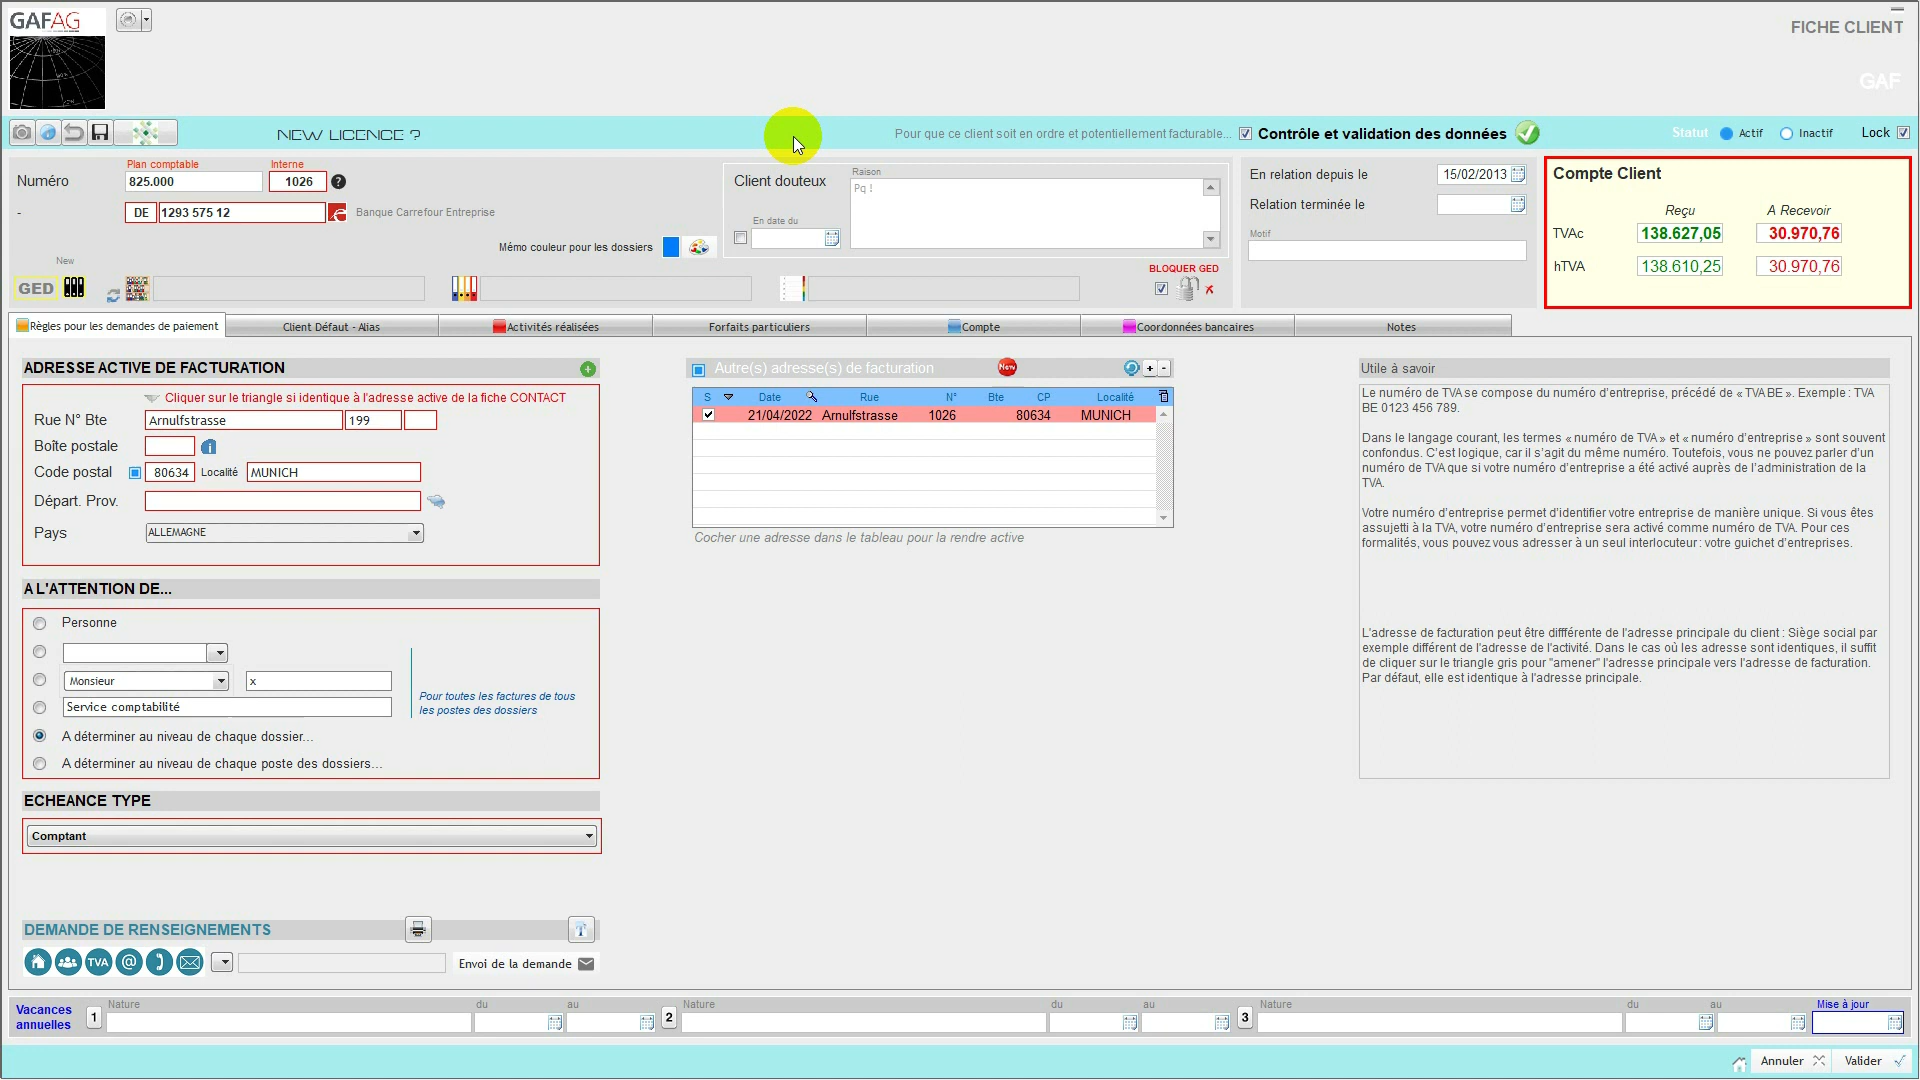 GAFAG
FICHE CLIENT
GAF
NEW LICENCE ?
Pour que ce client soit en ordre et potentiellement facturable...
Contrôle et validation des données
Statut
Actif
Inactif
Lock
Numéro
Plan comptable
825.000
Interne
1026
-
DE
1293 575 12
Banque Carrefour Entreprise
Mémo couleur pour les dossiers
New
GED
Client douteux
Raison
Pq !
En date du
BLOQUER GED
En relation depuis le
15/02/2013
Relation terminée le
Motif
Compte Client
Reçu
A Recevoir
TVAc
138.627,05
30.970,76
hTVA
138.610,25
30.970,76
Règles pour les demandes de paiement
Client Défaut - Alias
Activités réalisées
Forfaits particuliers
Compte
Coordonnées bancaires
Notes
ADRESSE ACTIVE DE FACTURATION
Cliquer sur le triangle si identique à l'adresse active de la fiche CONTACT
Rue N° Bte
Arnulfstrasse
199
Boîte postale
Code postal
80634
Localité
MUNICH
Départ. Prov.
Pays
ALLEMAGNE
A L'ATTENTION DE...
Personne
Monsieur
x
Service comptabilité
Pour toutes les factures de tous
les postes des dossiers
A déterminer au niveau de chaque dossier...
A déterminer au niveau de chaque poste des dossiers...
ECHEANCE TYPE
Comptant
DEMANDE DE RENSEIGNEMENTS
TVA
@
Envoi de la demande
Autre(s) adresse(s) de facturation
New
+
-
S
Date
Rue
N°
Bte
CP
Localité
21/04/2022
Arnulfstrasse
1026
80634
MUNICH
Cocher une adresse dans le tableau pour la rendre active
Utile à savoir
Le numéro de TVA se compose du numéro d'entreprise, précédé de « TVA BE ». Exemple : TVA
BE 0123 456 789.
Dans le langage courant, les termes « numéro de TVA » et « numéro d'entreprise » sont souvent
confondus. C'est logique, car il s'agit du même numéro. Toutefois, vous ne pouvez parler d'un
numéro de TVA que si votre numéro d'entreprise a été activé auprès de l'administration de la
TVA.
Votre numéro d'entreprise permet d'identifier votre entreprise de manière unique. Si vous êtes
assujetti à la TVA, votre numéro d'entreprise sera activé comme numéro de TVA. Pour ces
formalités, vous pouvez vous adresser à un seul interlocuteur : votre guichet d'entreprises.
L'adresse de facturation peut être diffférente de l'adresse principale du client : Siège social par
exemple différent de l'adresse de l'activité. Dans le cas où les adresse sont identiques, il suffit
de cliquer sur le triangle gris pour "amener" l'adresse principale vers l'adresse de facturation.
Par défaut, elle est identique à l'adresse principale.
Vacances
annuelles
1
Nature
du
au
2
Nature
du
au
3
Nature
du
au
Mise à jour
Annuler
Valider